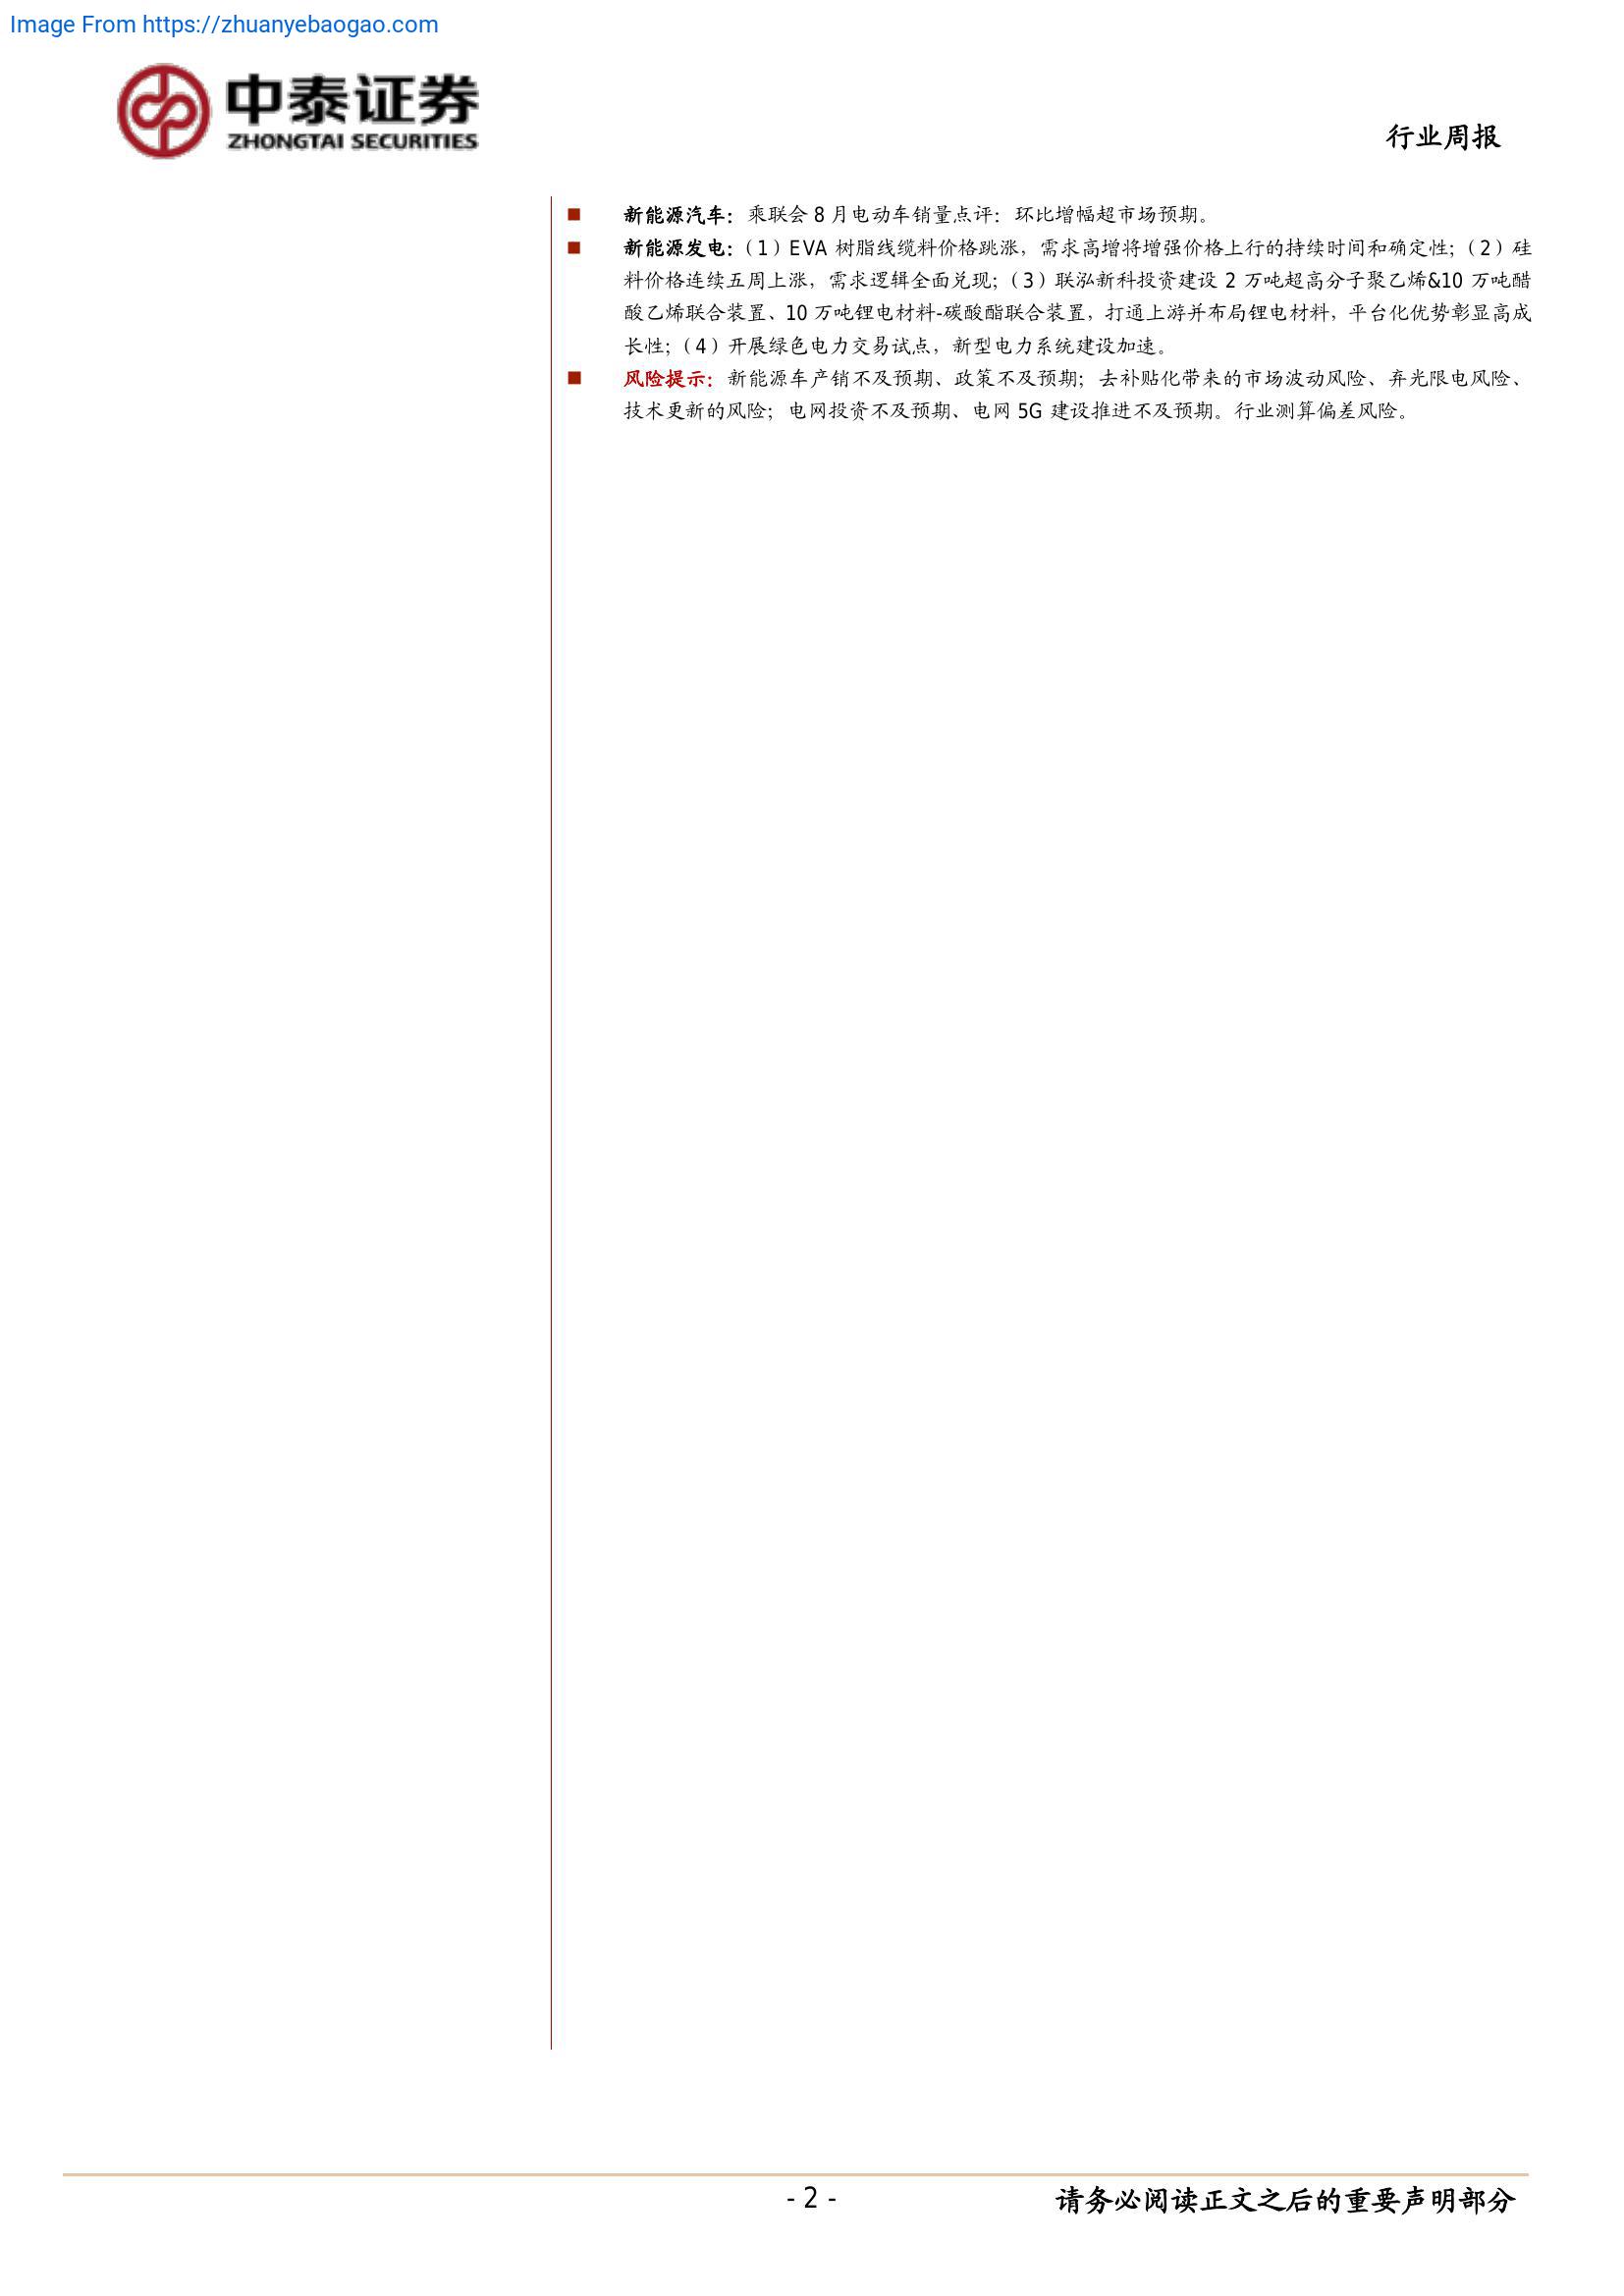 Image From https://zhuanyebaogao.com
中泰证券
ZHONGTAI SECURITIES
行业周报
■ 新能源汽车：乘联会 8 月电动车销量点评：环比增幅超市场预期。
■ 新能源发电：（1）EVA 树脂线缆料价格跳涨，需求高增将增强价格上行的持续时间和确定性；（2）硅
料价格连续五周上涨，需求逻辑全面兑现；（3）联泓新科投资建设 2 万吨超高分子聚乙烯&10 万吨醋
酸乙烯联合装置、10 万吨锂电材料-碳酸酯联合装置，打通上游并布局锂电材料，平台化优势彰显高成
长性；（4）开展绿色电力交易试点，新型电力系统建设加速。
■ 风险提示：新能源车产销不及预期、政策不及预期；去补贴化带来的市场波动风险、弃光限电风险、
技术更新的风险；电网投资不及预期、电网 5G 建设推进不及预期。行业测算偏差风险。
- 2 -
请务必阅读正文之后的重要声明部分